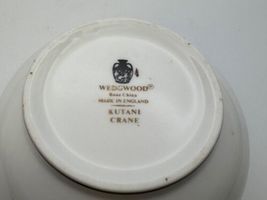 WEDGWOOD®
Bone China
MADE IN ENGLAND
KUTANI
CRANE